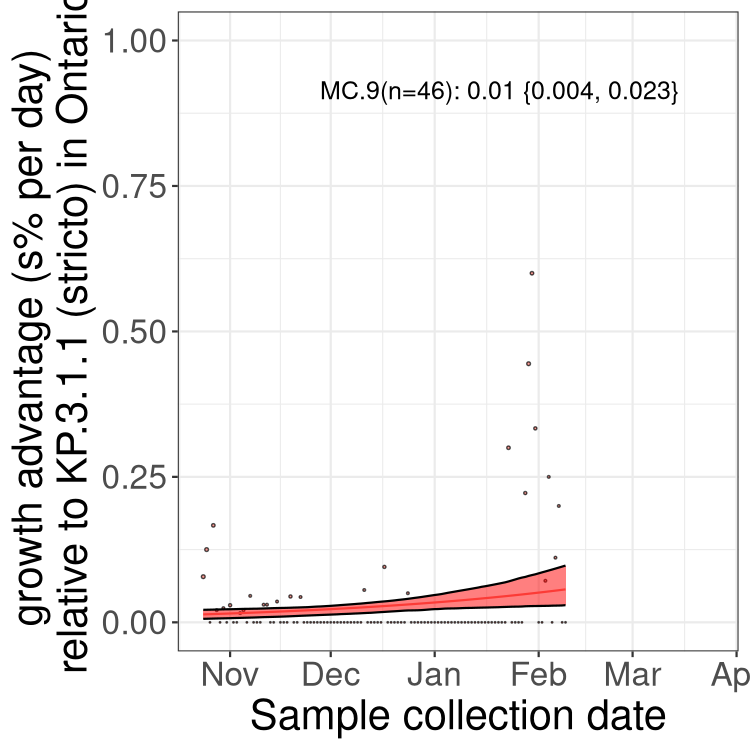 growth advantage (s% per day)
relative to KP.3.1.1 (stricto) in Ontario
1.00
0.75
0.50
0.25
0.00
MC.9(n=46): 0.01 {0.004, 0.023}
Nov Dec Jan Feb Mar Ap
Sample collection date